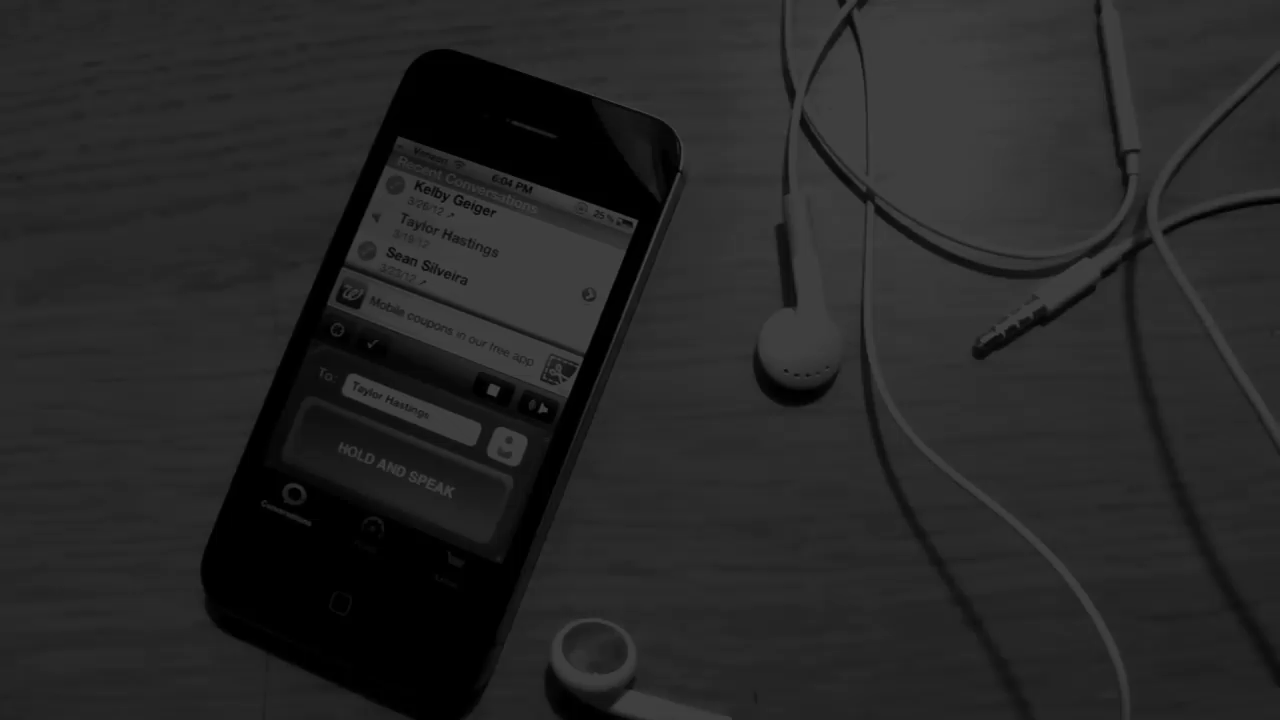 Verizon 6:04 PM 25%
Recent Conversations
Kelby Geiger
3/26/12
Taylor Hastings
3/19/12
Sean Silveira
3/23/12
Mobile coupons in our free app
To: Taylor Hastings
HOLD AND SPEAK
Conversations